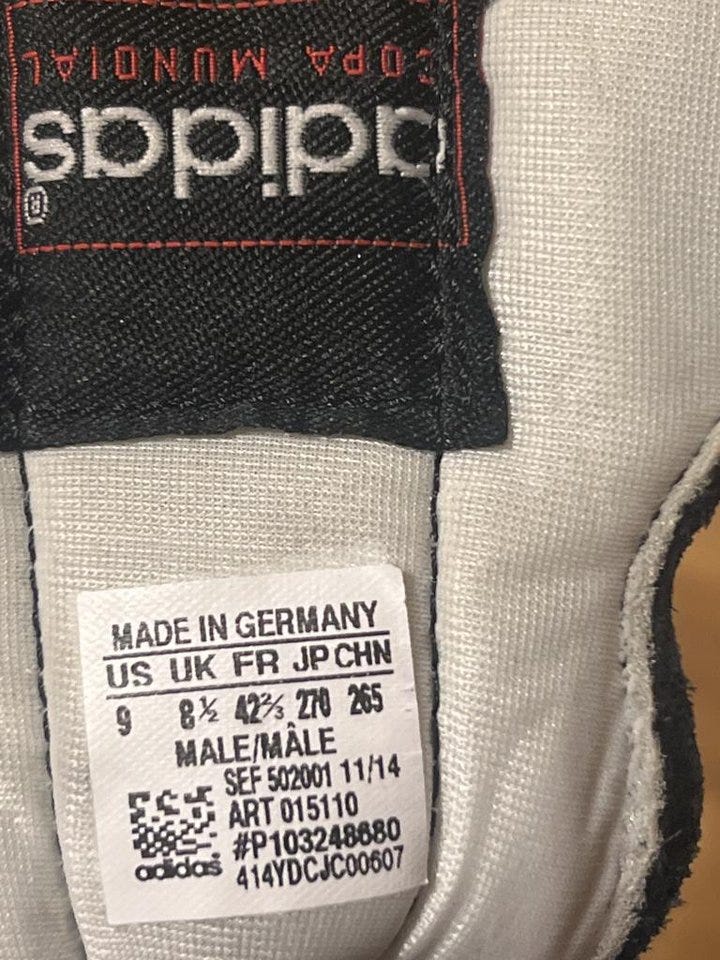 COPA MUNDIAL
adidas
®
MADE IN GERMANY
US UK FR JP CHN
9 8½ 42⅔ 270 265
MALE/MÂLE
SEF 502001 11/14
ART 015110
#P103248680
414YDCJC00607
adidas